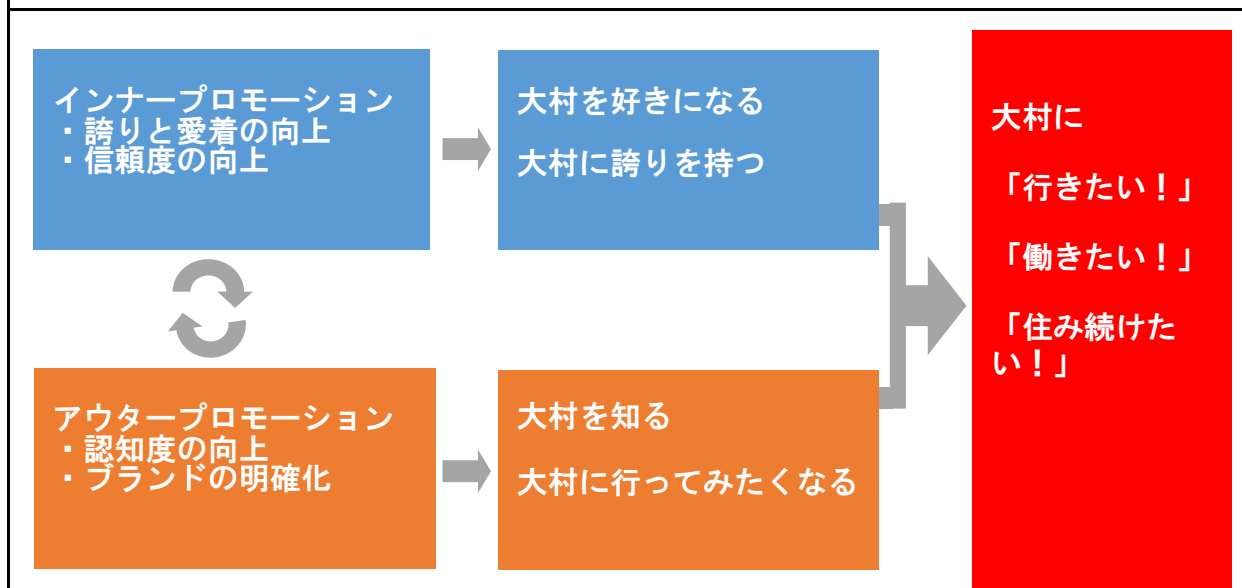 インナープロモーション
・誇りと愛着の向上
・信頼度の向上
大村を好きになる
大村に誇りを持つ
アウタープロモーション
・認知度の向上
・ブランドの明確化
大村を知る
大村に行ってみたくなる
大村に
「行きたい！」
「働きたい！」
「住み続けた
い！」